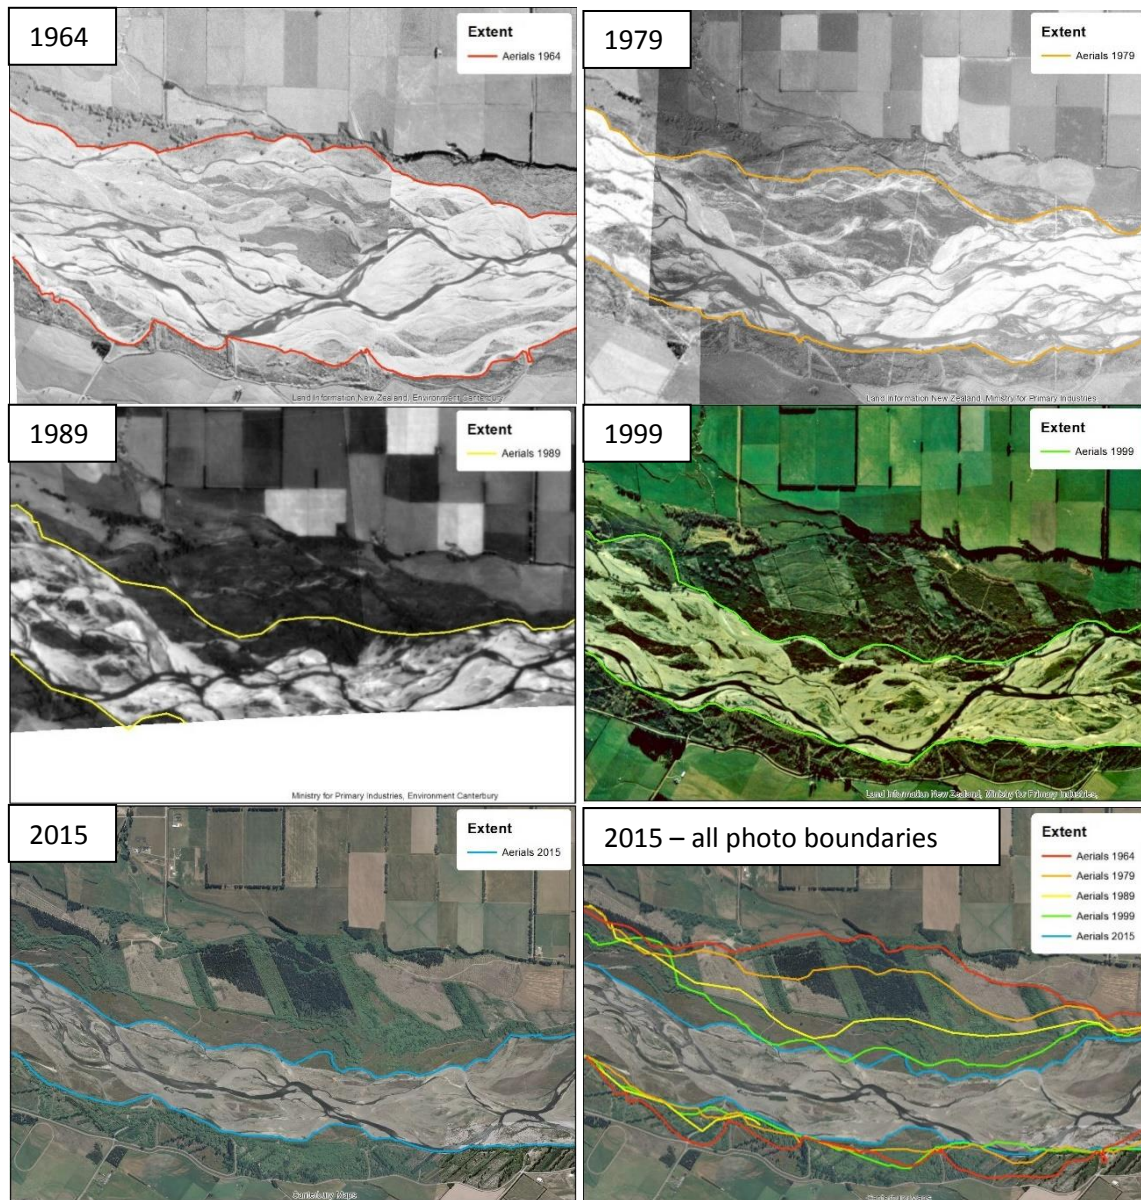 1964
Extent
Aerials 1964
Land Information New Zealand, Environment Canterbury
1979
Extent
Aerials 1979
Land Information New Zealand, Ministry for Primary Industries
1989
Extent
Aerials 1989
Ministry for Primary Industries, Environment Canterbury
1999
Extent
Aerials 1999
Land Information New Zealand, Ministry for Primary Industries,
2015
Extent
Aerials 2015
Canterbury Maps
2015 – all photo boundaries
Extent
Aerials 1964
Aerials 1979
Aerials 1989
Aerials 1999
Aerials 2015
Canterbury Maps